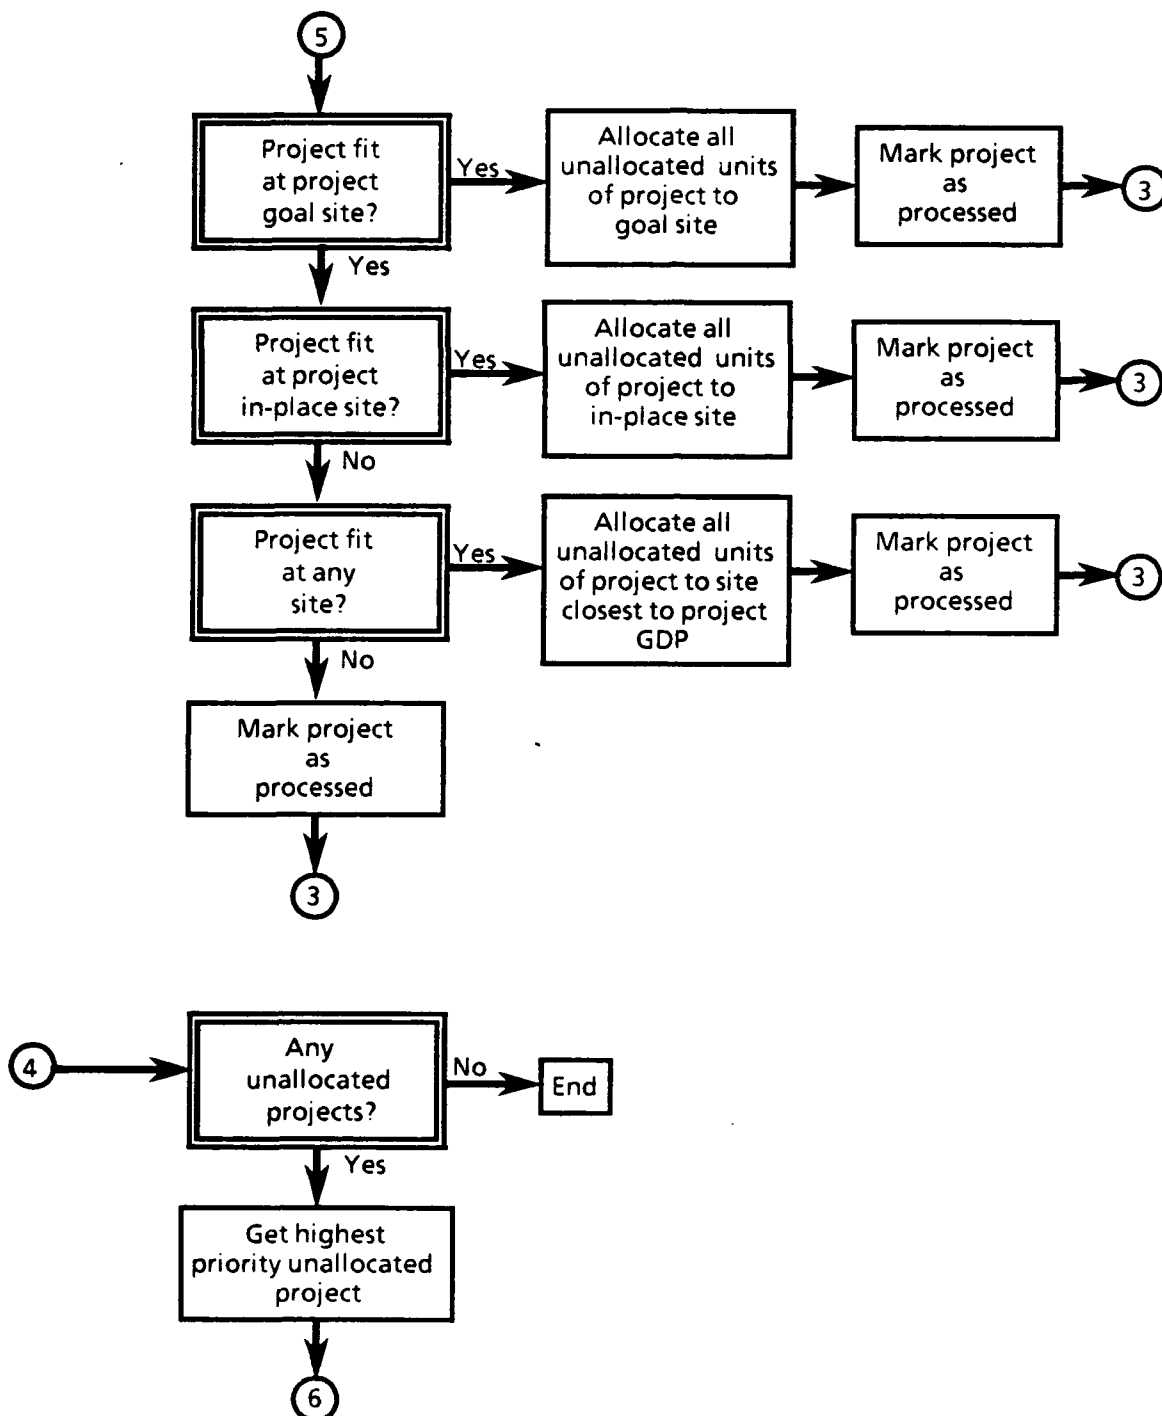 5
Project fit
at project
goal site?
Yes
Allocate all
unallocated units
of project to
goal site
Mark project
as
processed
3
Yes
Project fit
at project
in-place site?
Yes
Allocate all
unallocated units
of project to
in-place site
Mark project
as
processed
3
No
Project fit
at any
site?
Yes
Allocate all
unallocated units
of project to site
closest to project
GDP
Mark project
as
processed
3
No
Mark project
as
processed
3
4
Any
unallocated
projects?
No
End
Yes
Get highest
priority unallocated
project
6